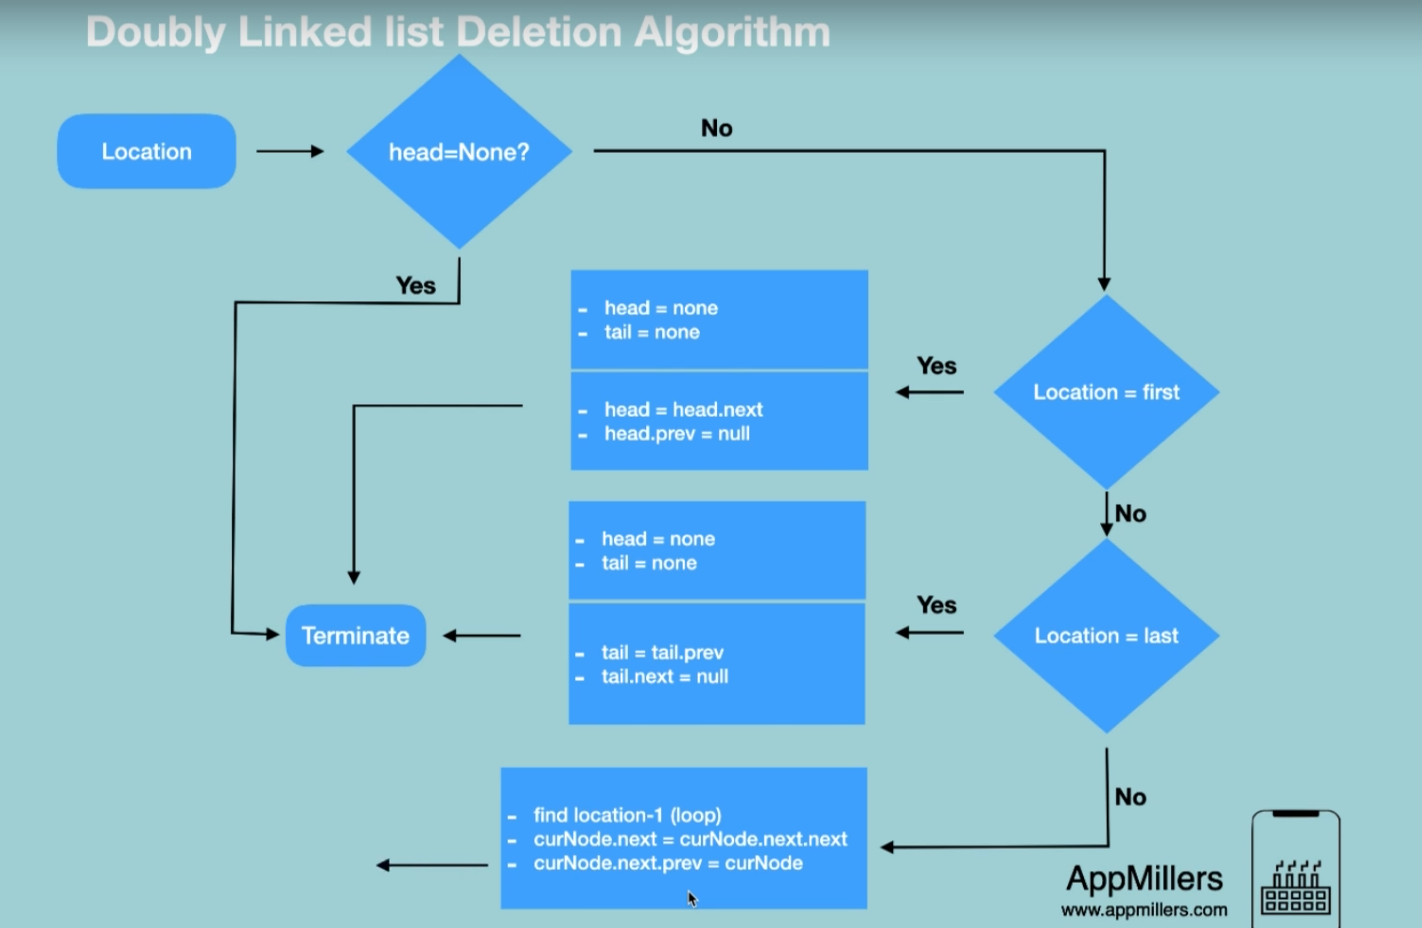 Doubly Linked list Deletion Algorithm
Location
head=None?
No
Yes
- head = none
- tail = none
- head = head.next
- head.prev = null
Yes
Location = first
No
- head = none
- tail = none
- tail = tail.prev
- tail.next = null
Yes
Location = last
Terminate
No
- find location-1 (loop)
- curNode.next = curNode.next.next
- curNode.next.prev = curNode
AppMillers
www.appmillers.com